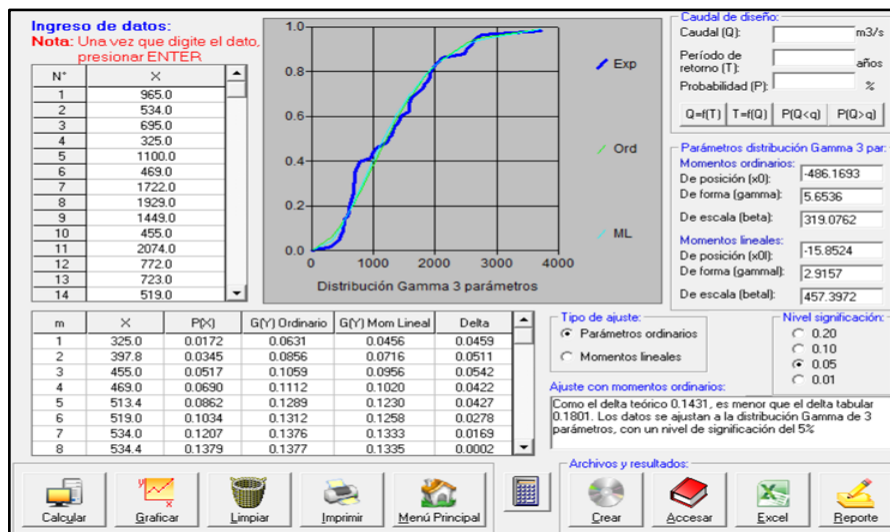 Ingreso de datos:
Nota: Una vez que digite el dato,
presionar ENTER
N° X
1 965.0
2 534.0
3 695.0
4 325.0
5 1100.0
6 469.0
7 1722.0
8 1929.0
9 1449.0
10 455.0
11 2074.0
12 772.0
13 723.0
14 519.0
1.0
0.8
0.6
0.4
0.2
0.0
0 1000 2000 3000 4000
Distribución Gamma 3 parámetros
Exp
Ord
ML
Caudal de diseño:
Caudal (Q): m3/s
Período de
retorno (T): años
Probabilidad (P): %
Q=f(T) T=f(Q) P(Q<q) P(Q>q)
Parámetros distribución Gamma 3 par:
Momentos ordinarios:
De posición (x0): -486.1693
De forma (gamma): 5.6536
De escala (beta): 319.0762
Momentos lineales:
De posición (x0l): -15.8524
De forma (gammal): 2.9157
De escala (betal): 457.3972
m X P(X) G(Y) Ordinario G(Y) Mom Lineal Delta
1 325.0 0.0172 0.0631 0.0456 0.0459
2 397.8 0.0345 0.0856 0.0716 0.0511
3 455.0 0.0517 0.1059 0.0956 0.0542
4 469.0 0.0690 0.1112 0.1020 0.0422
5 513.4 0.0862 0.1289 0.1230 0.0427
6 519.0 0.1034 0.1312 0.1258 0.0278
7 534.0 0.1207 0.1376 0.1333 0.0169
8 534.4 0.1379 0.1377 0.1335 0.0002
Tipo de ajuste:
Parámetros ordinarios
Momentos lineales
Nivel significación:
0.20
0.10
0.05
0.01
Ajuste con momentos ordinarios:
Como el delta teórico 0.1431, es menor que el delta tabular
0.1801. Los datos se ajustan a la distribución Gamma de 3
parámetros, con un nivel de significación del 5%
Calcular Graficar Limpiar Imprimir Menú Principal
Archivos y resultados:
Crear Accesar Excel Reporte